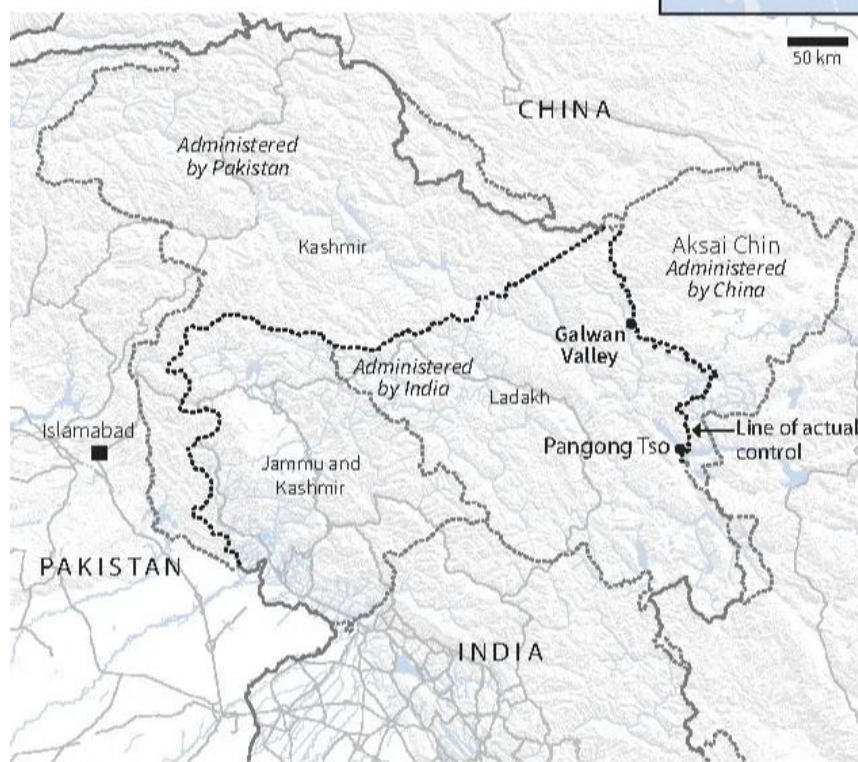 50 km
CHINA
Administered
by Pakistan
Kashmir
Aksai Chin
Administered
by China
Galwan
Valley
Administered
by India
Ladakh
Islamabad
Line of actual
control
Pangong Tso
Jammu and
Kashmir
PAKISTAN
INDIA